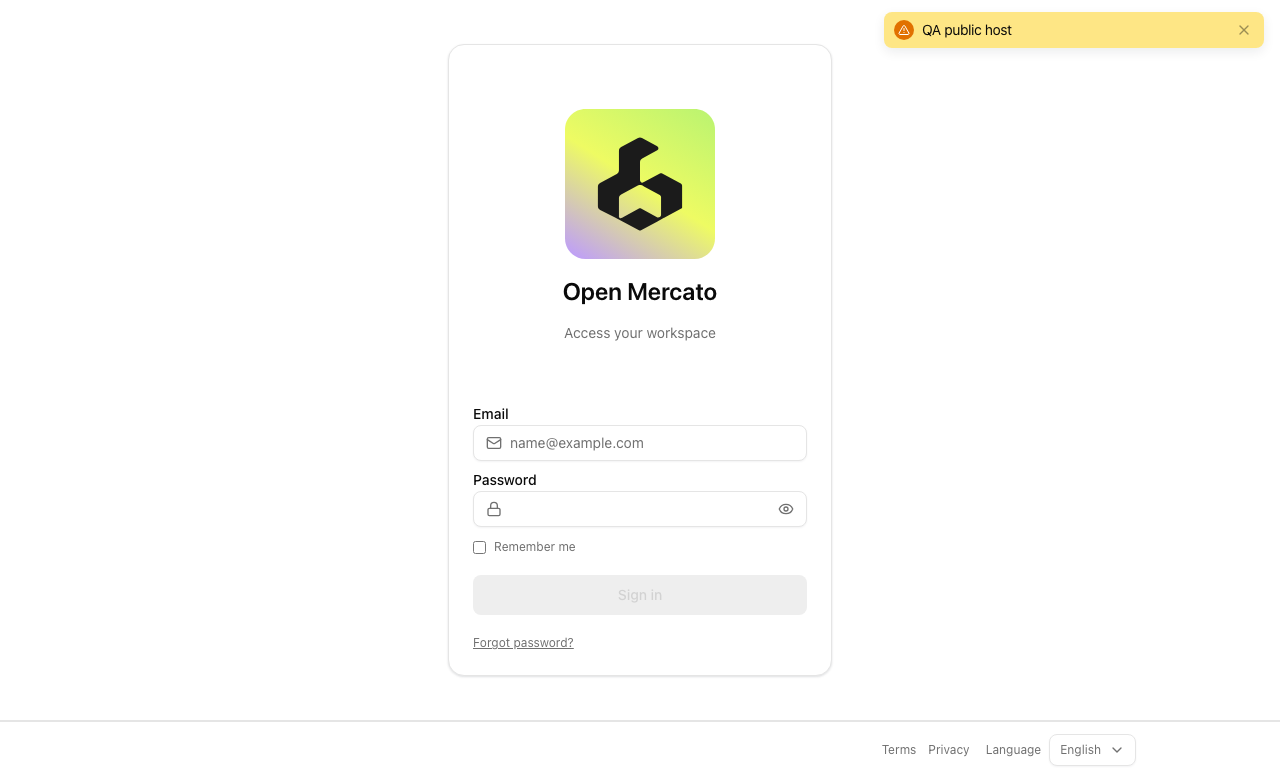 QA public host
Open Mercato
Access your workspace
Email
name@example.com
Password
Remember me
Sign in
Forgot password?
Terms Privacy Language English